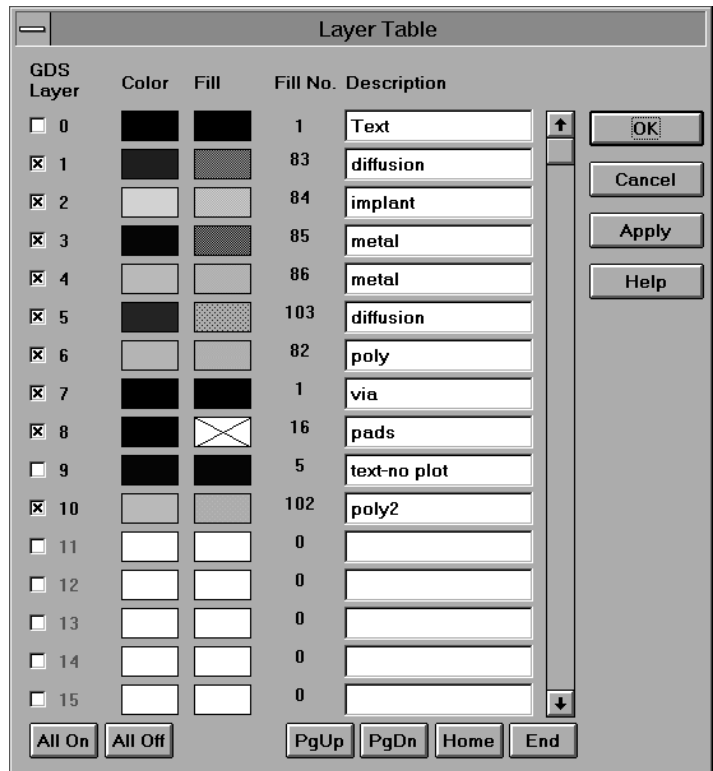 Layer Table
GDS
Layer Color Fill Fill No. Description
0 1 Text
1 83 diffusion
2 84 implant
3 85 metal
4 86 metal
5 103 diffusion
6 82 poly
7 1 via
8 16 pads
9 5 text-no plot
10 102 poly2
11 0
12 0
13 0
14 0
15 0
OK
Cancel
Apply
Help
All On All Off PgUp PgDn Home End